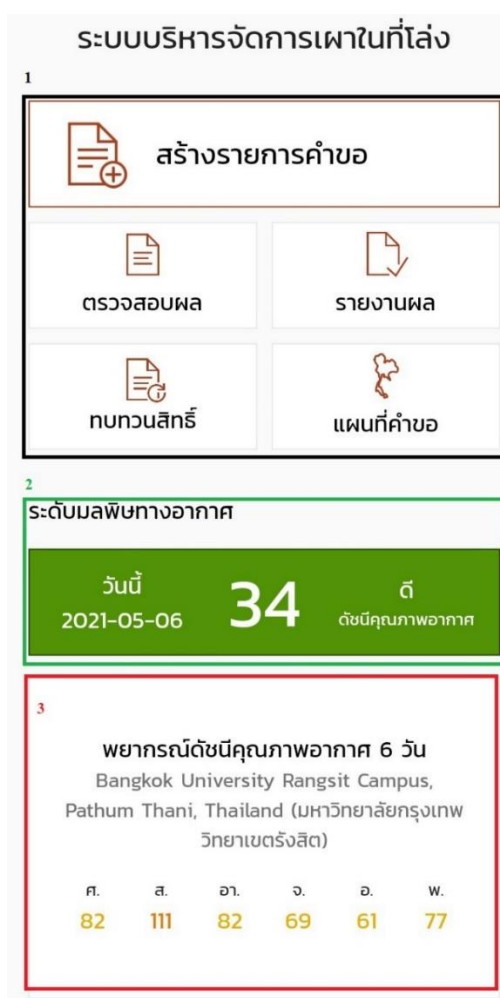 ระบบบริหารจัดการเผาในที่โล่ง
1
สร้างรายการคำขอ
ตรวจสอบผล
รายงานผล
ทบทวนสิทธิ์
แผนที่คำขอ
2
ระดับมลพิษทางอากาศ
วันนี้
2021-05-06
34
ดี
ดัชนีคุณภาพอากาศ
3
พยากรณ์ดัชนีคุณภาพอากาศ 6 วัน
Bangkok University Rangsit Campus,
Pathum Thani, Thailand (มหาวิทยาลัยกรุงเทพ
วิทยาเขตรังสิต)
ศ. ส. อา. จ. อ. พ.
82 111 82 69 61 77